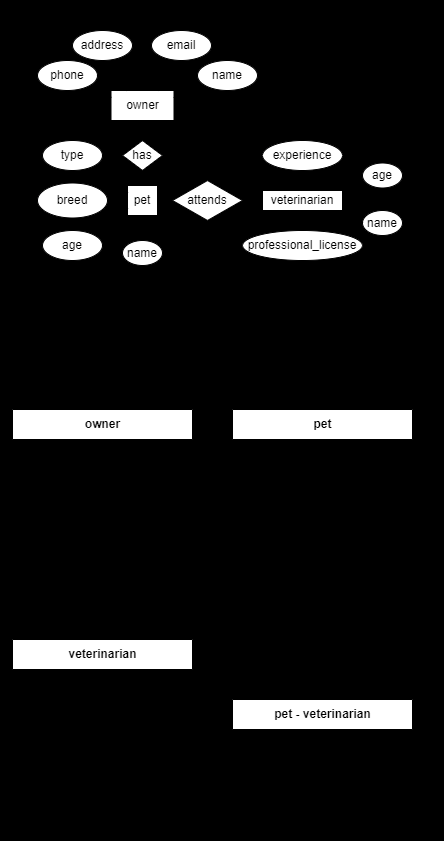 address
email
phone
name
owner
type
has
experience
age
breed
pet
attends
veterinarian
name
age
name
professional_license
owner
pet
veterinarian
pet - veterinarian